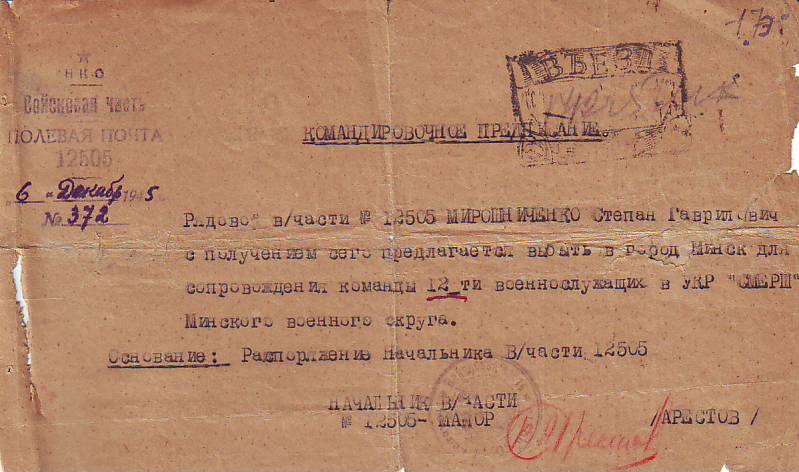 НКО
Войсковая часть
ПОЛЕВАЯ ПОЧТА
12505
"6" Декабр 1945
№ 372
ВЪЕЗД
КОМАНДИРОВОЧНОЕ ПРЕДПИСАНИЕ.
Рядовой в/части № 12505 МИРОШНИЧЕНКО Степан Гаврилович
с получением сего предлагается выбыть в город Минск для
сопровождения команды 12 ти военнослужащих в УКР "СМЕРШ"
Минского военного округа.
Основание: Распоряжение Начальника В/части 12505
НАЧАЛЬНИК В/ЧАСТИ
№ 12505- МАЙОР /АРЕСТОВ /